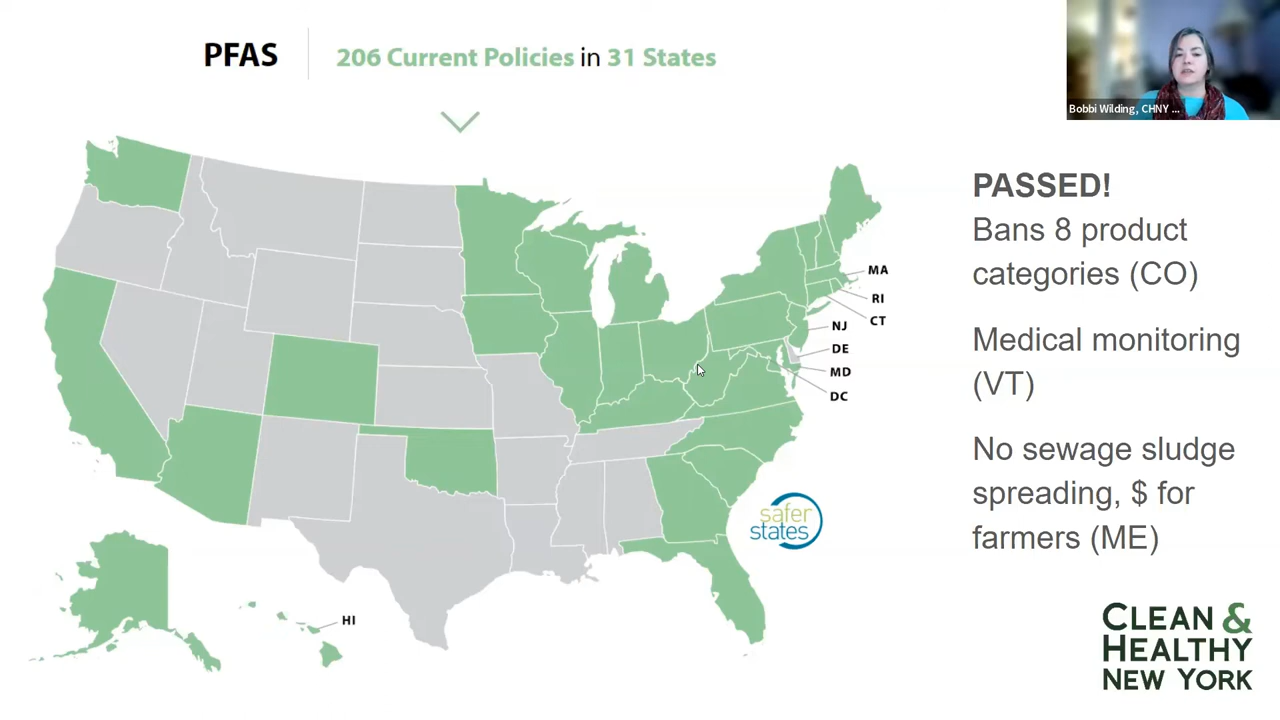 PFAS
206 Current Policies in 31 States
Bobbi Wilding, CHNY ...
PASSED!
Bans 8 product
categories (CO)
Medical monitoring
(VT)
No sewage sludge
spreading, $ for
farmers (ME)
MA
RI
CT
NJ
DE
MD
DC
HI
safer
states
CLEAN &
HEALTHY
NEW YORK